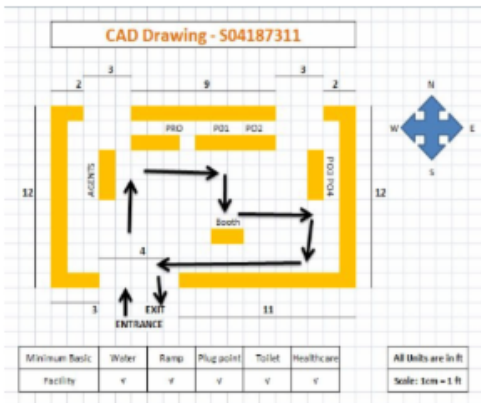 CAD Drawing - S04187311
3 3
2 9 2
N
W E
S
PRO PO1 PO2
AGENTS
PO3 PO4
12 12
Booth
4
3 EXIT 11
ENTRANCE
Minimum Basic Water Ramp Plug point Toilet Healthcare
Facility √ √ √ √ √
All Units are in ft
Scale: 1cm = 1 ft